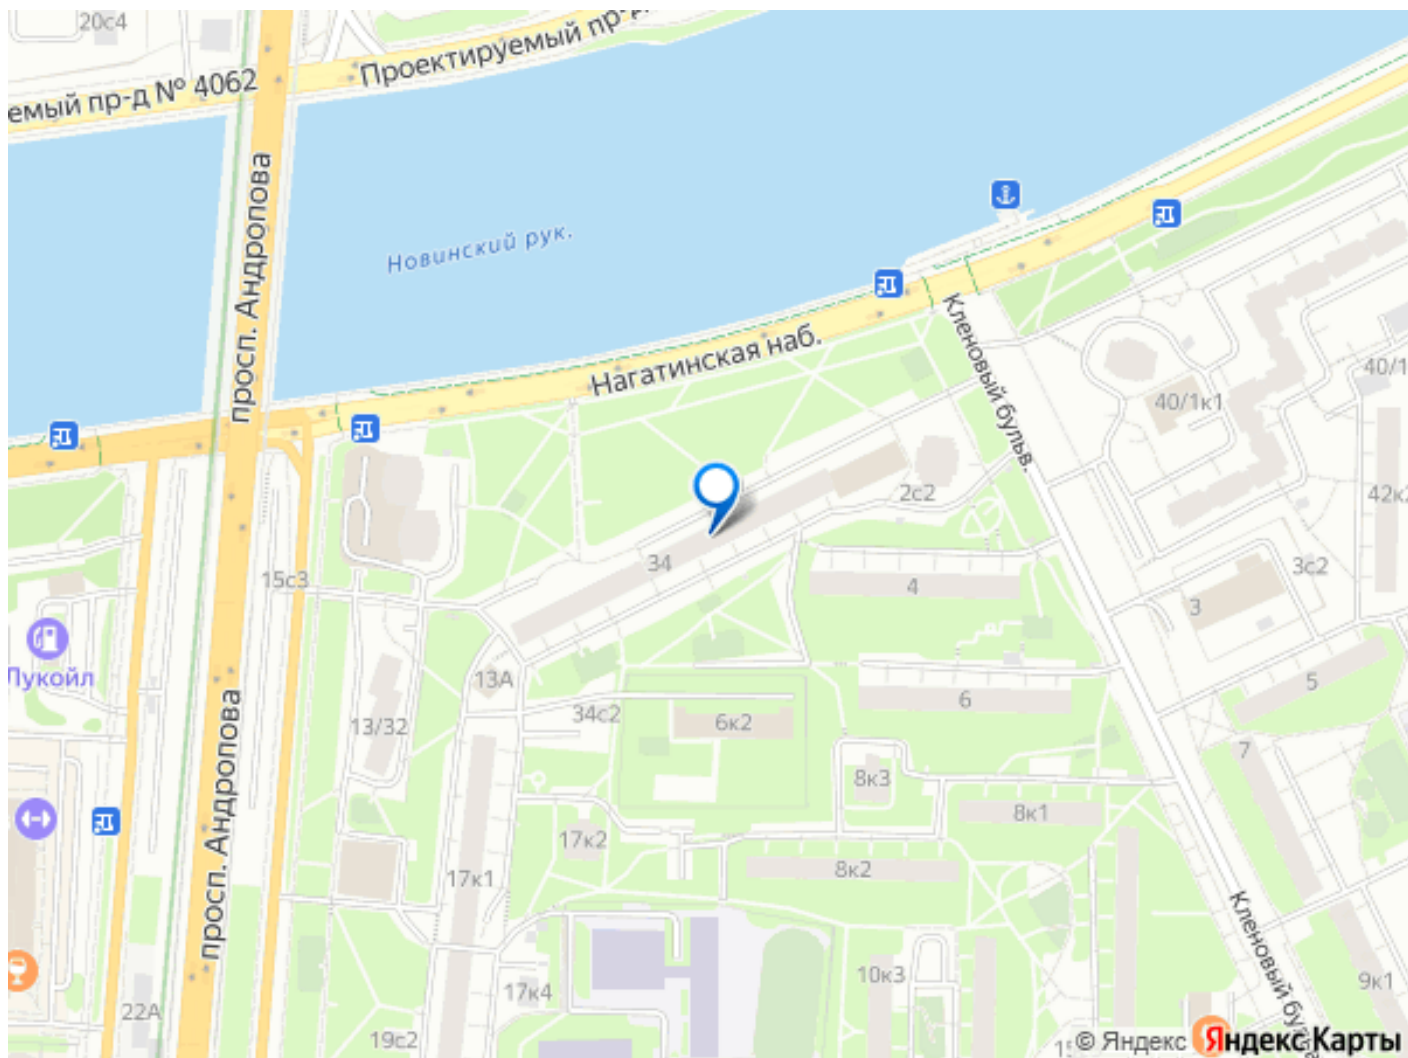 20с4
Проектируемый пр-д
емый пр-д № 4062
просп. Андропова
Новинский рук.
Нагатинская наб.
Кленовый бульв.
40/1
40/1к1
42к2
2с2
34
15с3
4
3с2
3
Лукойл
13А
5
6
34с2
6к2
13/32
7
8к3
8к1
17к2
8к2
17к1
просп. Андропова
Кленовый бульв
10к3
9к1
17к4
22А
19с2
© Яндекс
Яндекс Карты